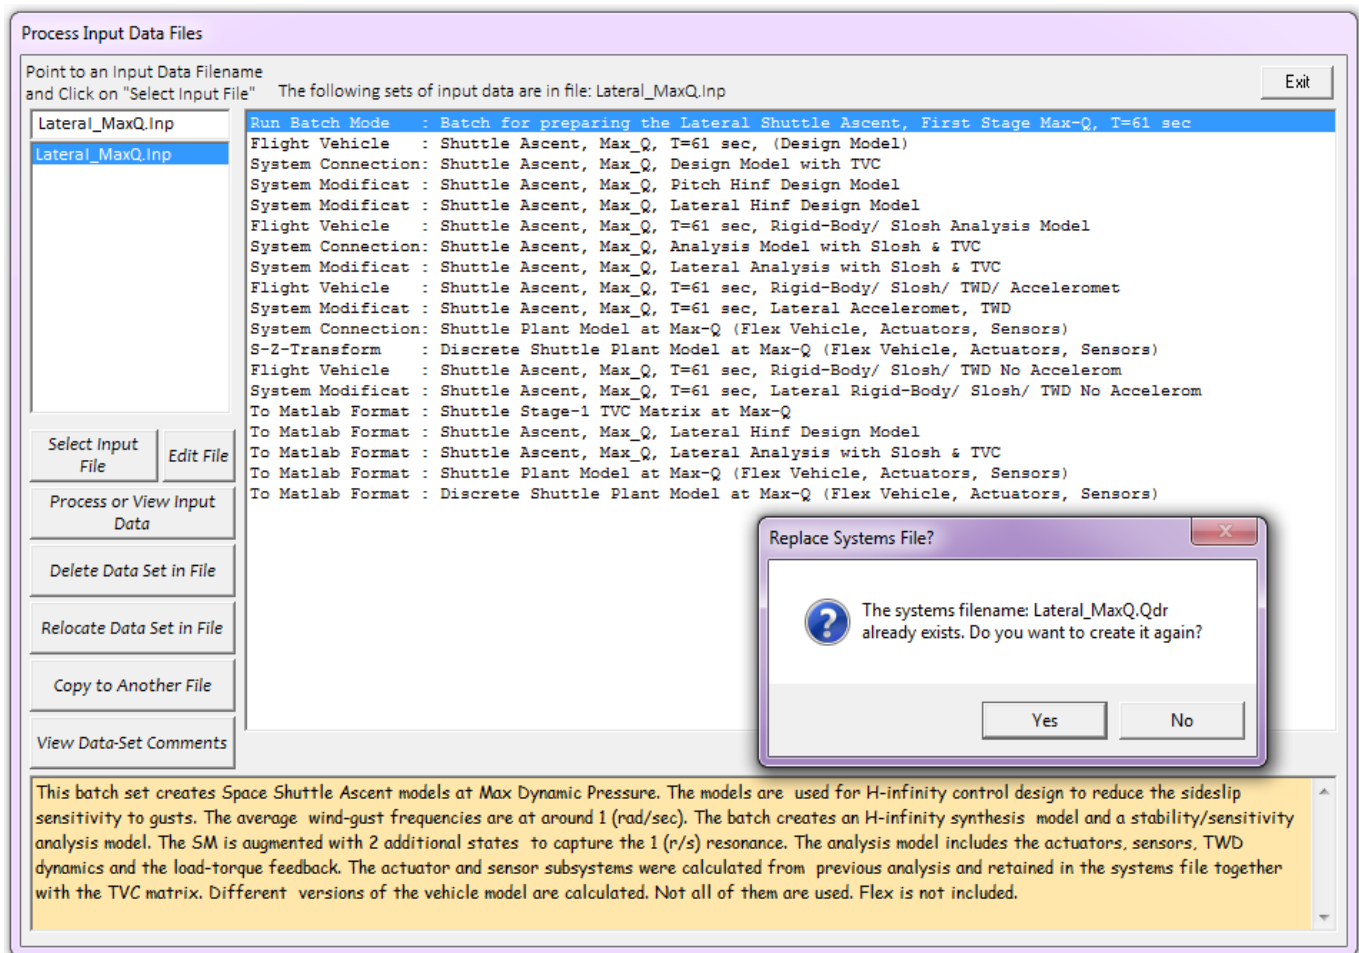 Process Input Data Files
Point to an Input Data Filename
and Click on "Select Input File"
The following sets of input data are in file: Lateral_MaxQ.Inp
Exit
Lateral_MaxQ.Inp
Lateral_MaxQ.Inp
Run Batch Mode : Batch for preparing the Lateral Shuttle Ascent, First Stage Max-Q, T=61 sec
Flight Vehicle : Shuttle Ascent, Max_Q, T=61 sec, (Design Model)
System Connection: Shuttle Ascent, Max_Q, Design Model with TVC
System Modificat : Shuttle Ascent, Max_Q, Pitch Hinf Design Model
System Modificat : Shuttle Ascent, Max_Q, Lateral Hinf Design Model
Flight Vehicle : Shuttle Ascent, Max_Q, T=61 sec, Rigid-Body/ Slosh Analysis Model
System Connection: Shuttle Ascent, Max_Q, Analysis Model with Slosh & TVC
System Modificat : Shuttle Ascent, Max_Q, Lateral Analysis with Slosh & TVC
Flight Vehicle : Shuttle Ascent, Max_Q, T=61 sec, Rigid-Body/ Slosh/ TWD/ Acceleromet
System Modificat : Shuttle Ascent, Max_Q, T=61 sec, Lateral Acceleromet, TWD
System Connection: Shuttle Plant Model at Max-Q (Flex Vehicle, Actuators, Sensors)
S-Z-Transform : Discrete Shuttle Plant Model at Max-Q (Flex Vehicle, Actuators, Sensors)
Flight Vehicle : Shuttle Ascent, Max_Q, T=61 sec, Rigid-Body/ Slosh/ TWD No Accelerom
System Modificat : Shuttle Ascent, Max_Q, T=61 sec, Lateral Rigid-Body/ Slosh/ TWD No Accelerom
To Matlab Format : Shuttle Stage-1 TVC Matrix at Max-Q
To Matlab Format : Shuttle Ascent, Max_Q, Lateral Hinf Design Model
To Matlab Format : Shuttle Ascent, Max_Q, Lateral Analysis with Slosh & TVC
To Matlab Format : Shuttle Plant Model at Max-Q (Flex Vehicle, Actuators, Sensors)
To Matlab Format : Discrete Shuttle Plant Model at Max-Q (Flex Vehicle, Actuators, Sensors)
Select Input
File
Edit File
Process or View Input
Data
Delete Data Set in File
Relocate Data Set in File
Copy to Another File
View Data-Set Comments
Replace Systems File?
The systems filename: Lateral_MaxQ.Qdr
already exists. Do you want to create it again?
Yes
No
This batch set creates Space Shuttle Ascent models at Max Dynamic Pressure. The models are used for H-infinity control design to reduce the sideslip
sensitivity to gusts. The average wind-gust frequencies are at around 1 (rad/sec). The batch creates an H-infinity synthesis model and a stability/sensitivity
analysis model. The SM is augmented with 2 additional states to capture the 1 (r/s) resonance. The analysis model includes the actuators, sensors, TWD
dynamics and the load-torque feedback. The actuator and sensor subsystems were calculated from previous analysis and retained in the systems file together
with the TVC matrix. Different versions of the vehicle model are calculated. Not all of them are used. Flex is not included.